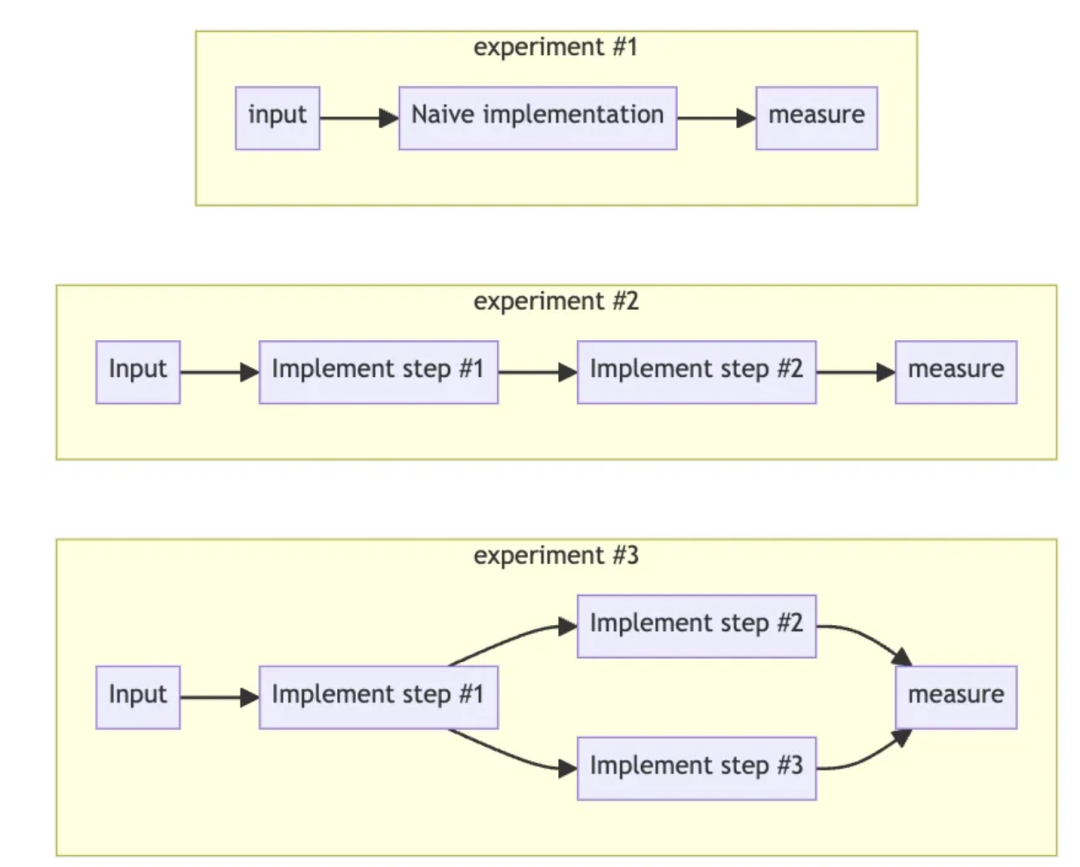 experiment #1
input
Naive implementation
measure
experiment #2
Input
Implement step #1
Implement step #2
measure
experiment #3
Input
Implement step #1
Implement step #2
Implement step #3
measure